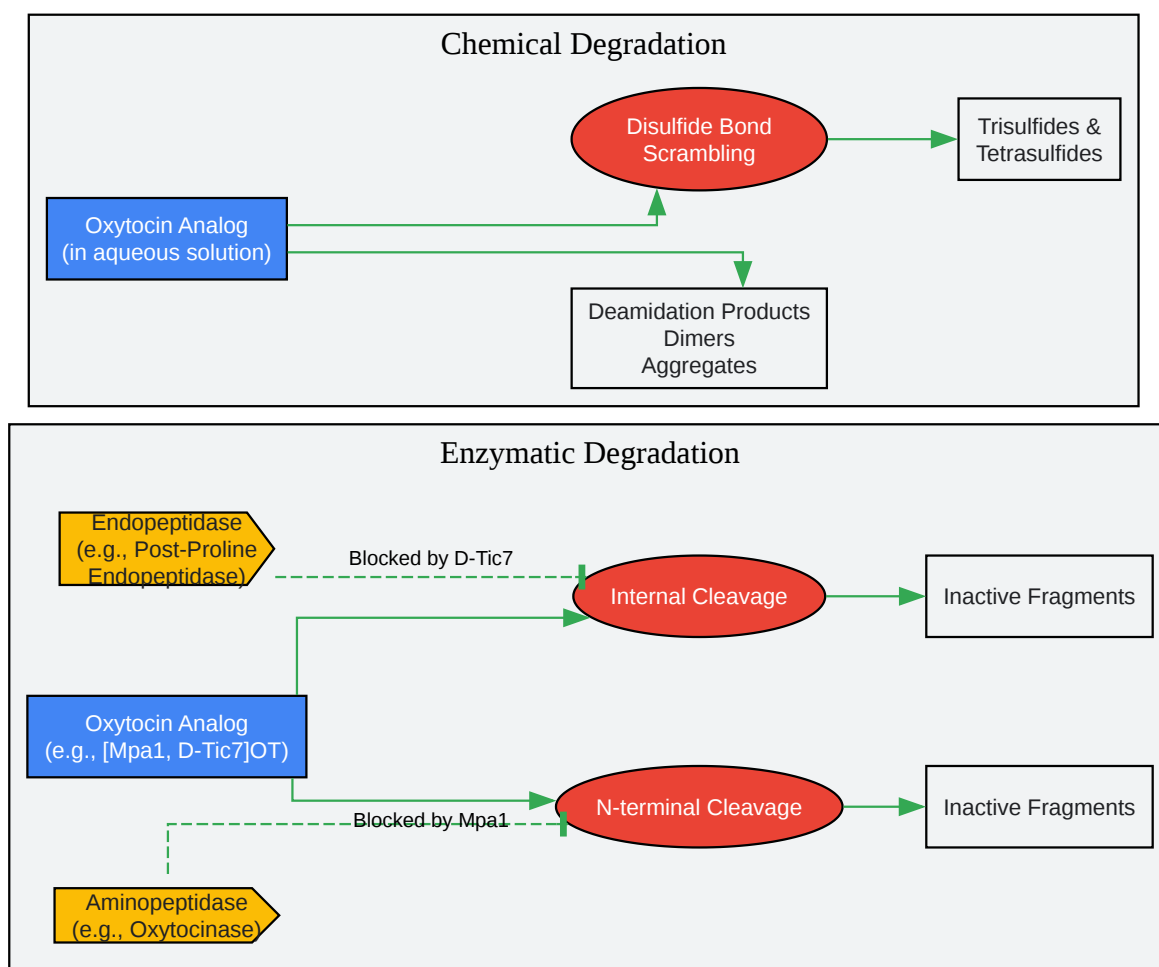 Chemical Degradation
Disulfide Bond
Scrambling
Trisulfides &
Tetrasulfides
Oxytocin Analog
(in aqueous solution)
Deamidation Products
Dimers
Aggregates
Enzymatic Degradation
Endopeptidase
(e.g., Post-Proline
Endopeptidase)
Blocked by D-Tic7
Internal Cleavage
Inactive Fragments
Oxytocin Analog
(e.g., [Mpa1, D-Tic7]OT)
N-terminal Cleavage
Inactive Fragments
Blocked by Mpa1
Aminopeptidase
(e.g., Oxytocinase)